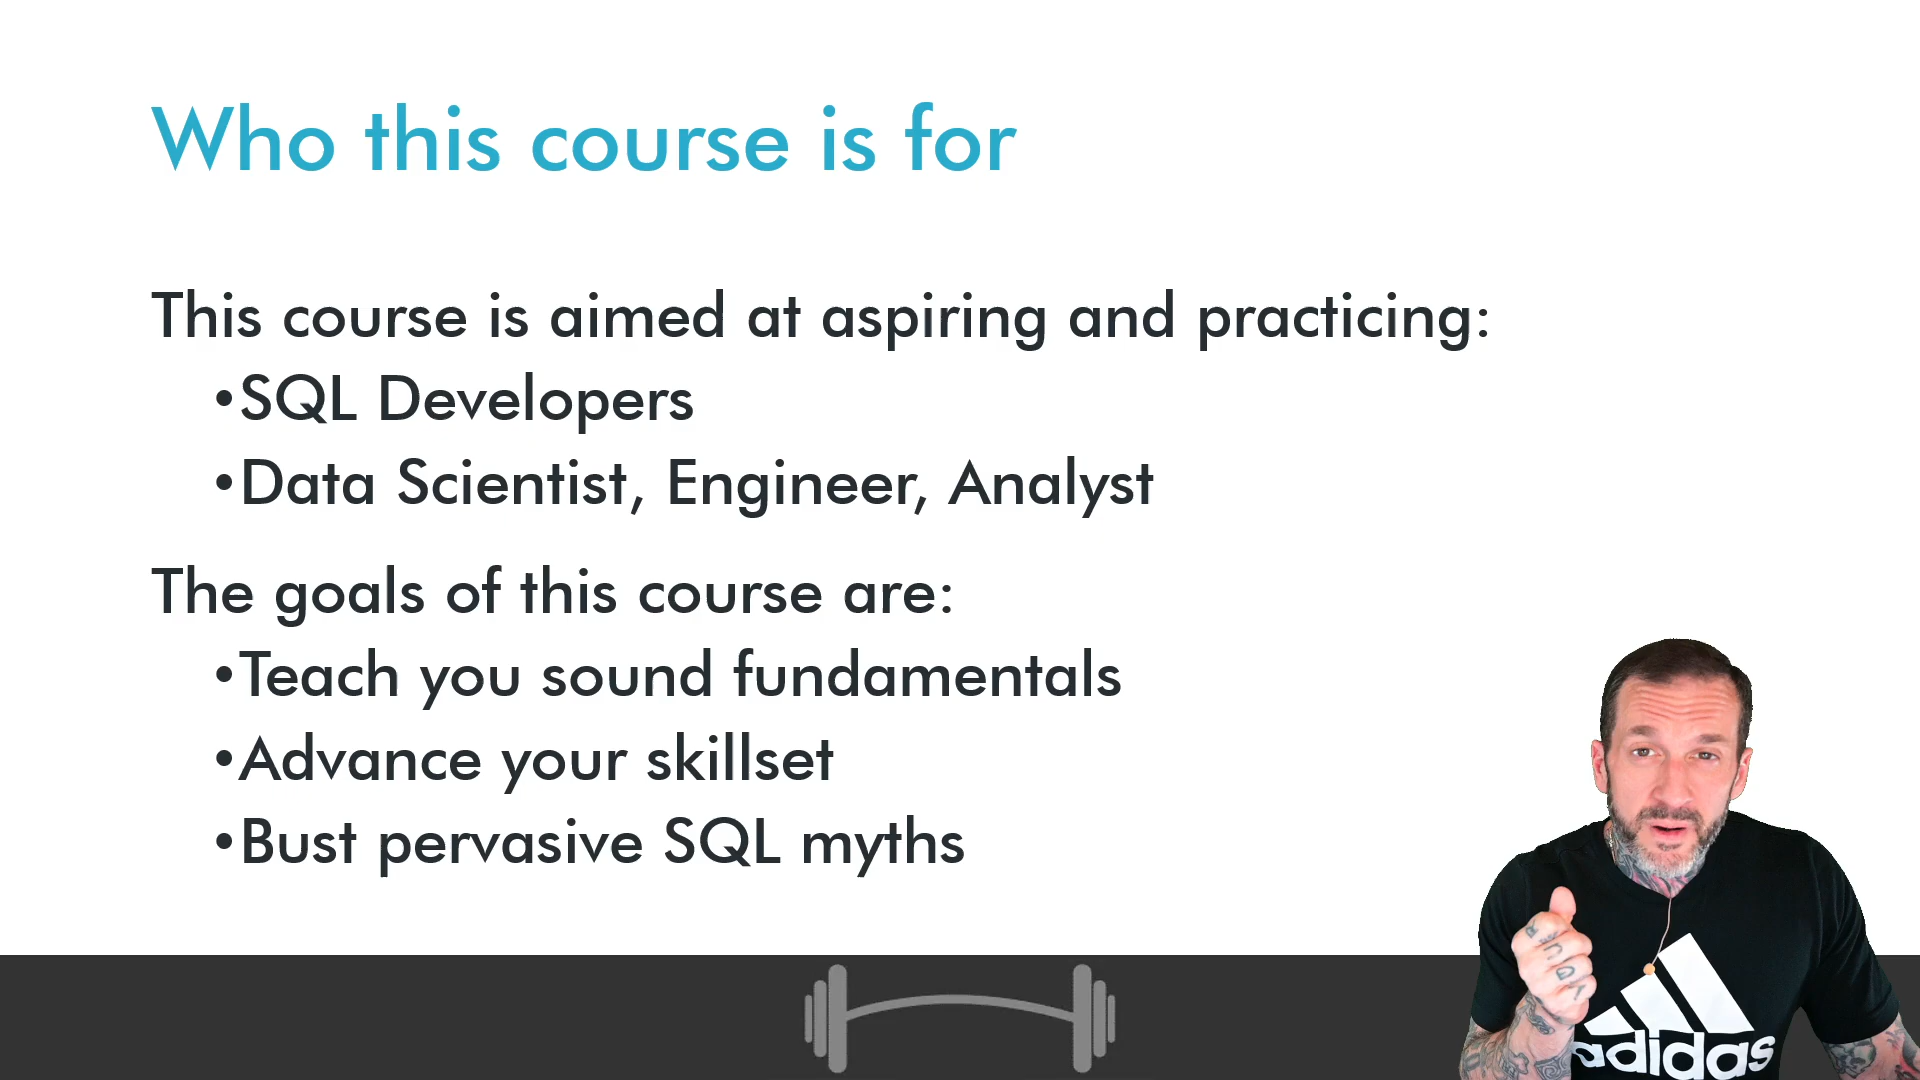 Who this course is for
This course is aimed at aspiring and practicing:
•SQL Developers
•Data Scientist, Engineer, Analyst
The goals of this course are:
•Teach you sound fundamentals
•Advance your skillset
•Bust pervasive SQL myths
adidas